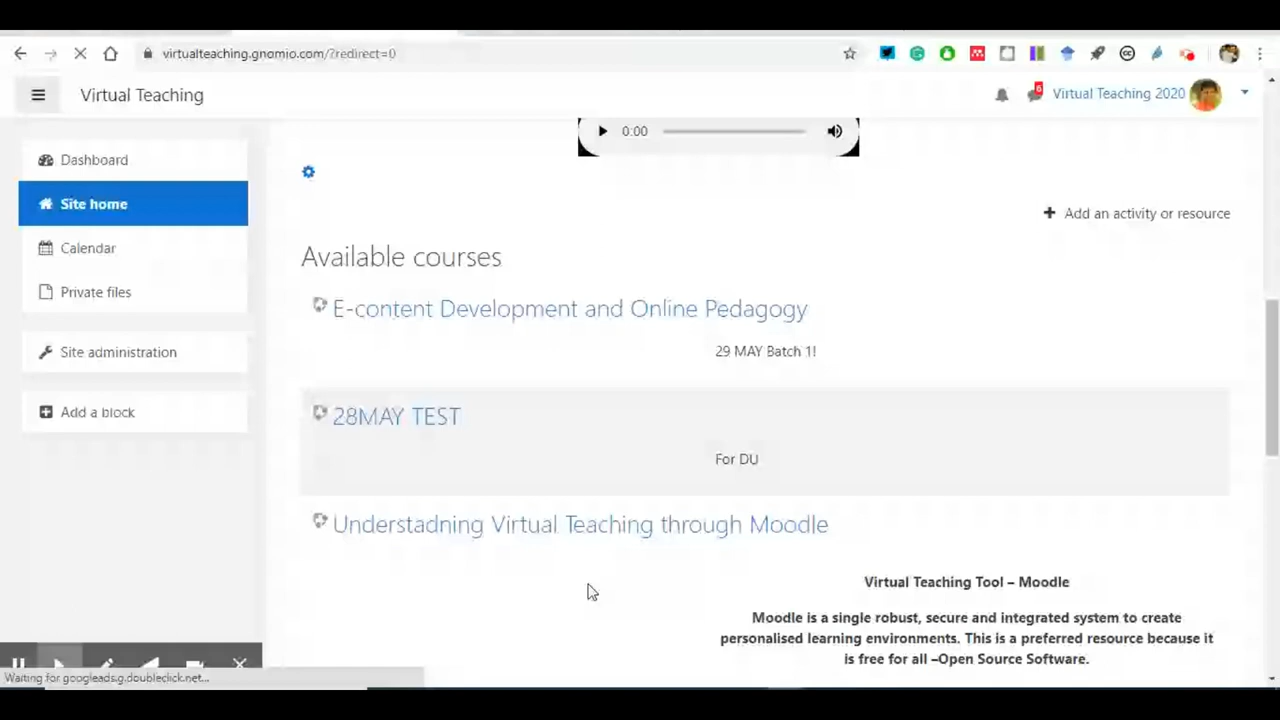 virtualteaching.gnomio.com/?redirect=0
Virtual Teaching
6
Virtual Teaching 2020
Dashboard
0:00
Site home
Add an activity or resource
Calendar
Available courses
Private files
E-content Development and Online Pedagogy
Site administration
29 MAY Batch 1!
Add a block
28MAY TEST
For DU
Understadning Virtual Teaching through Moodle
Virtual Teaching Tool – Moodle
Moodle is a single robust, secure and integrated system to create
personalised learning environments. This is a preferred resource because it
is free for all –Open Source Software.
Waiting for googleads.g.doubleclick.net...